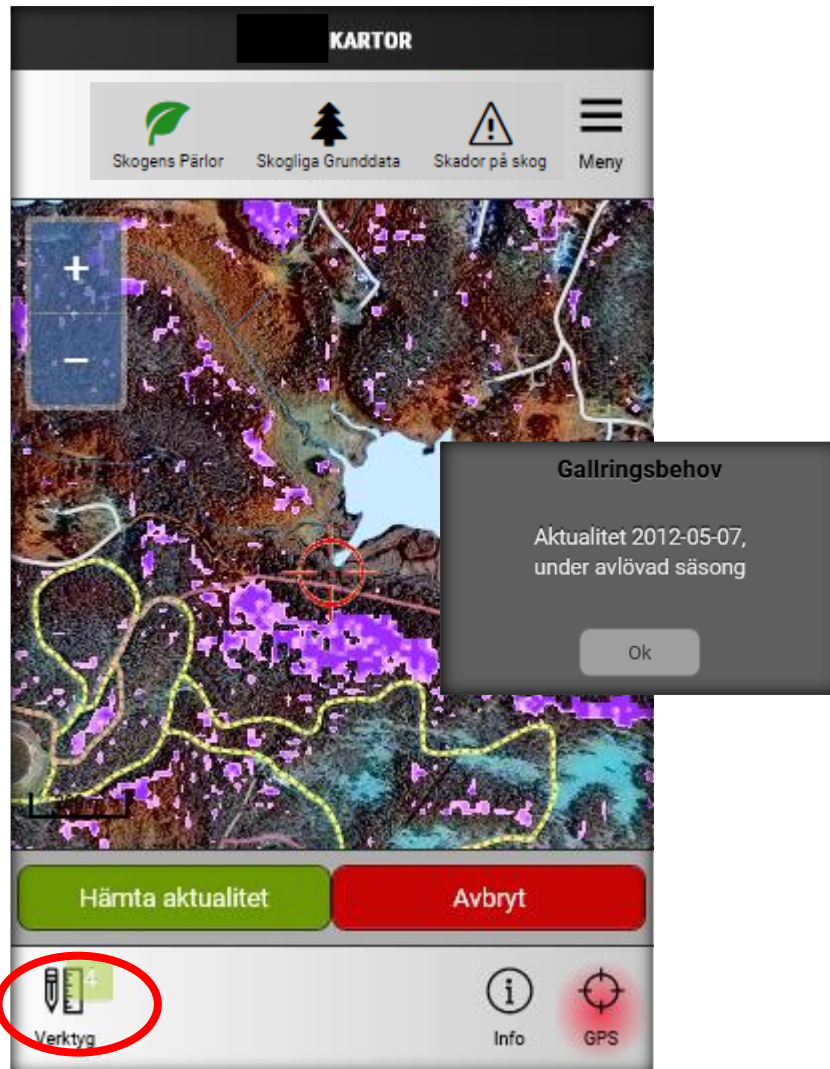 KARTOR
Skogens Pärlor
Skogliga Grunddata
Skador på skog
Meny
+
−
Gallringsbehov
Aktualitet 2012-05-07,
under avlövad säsong
Ok
Hämta aktualitet
Avbryt
4
Verktyg
Info
GPS